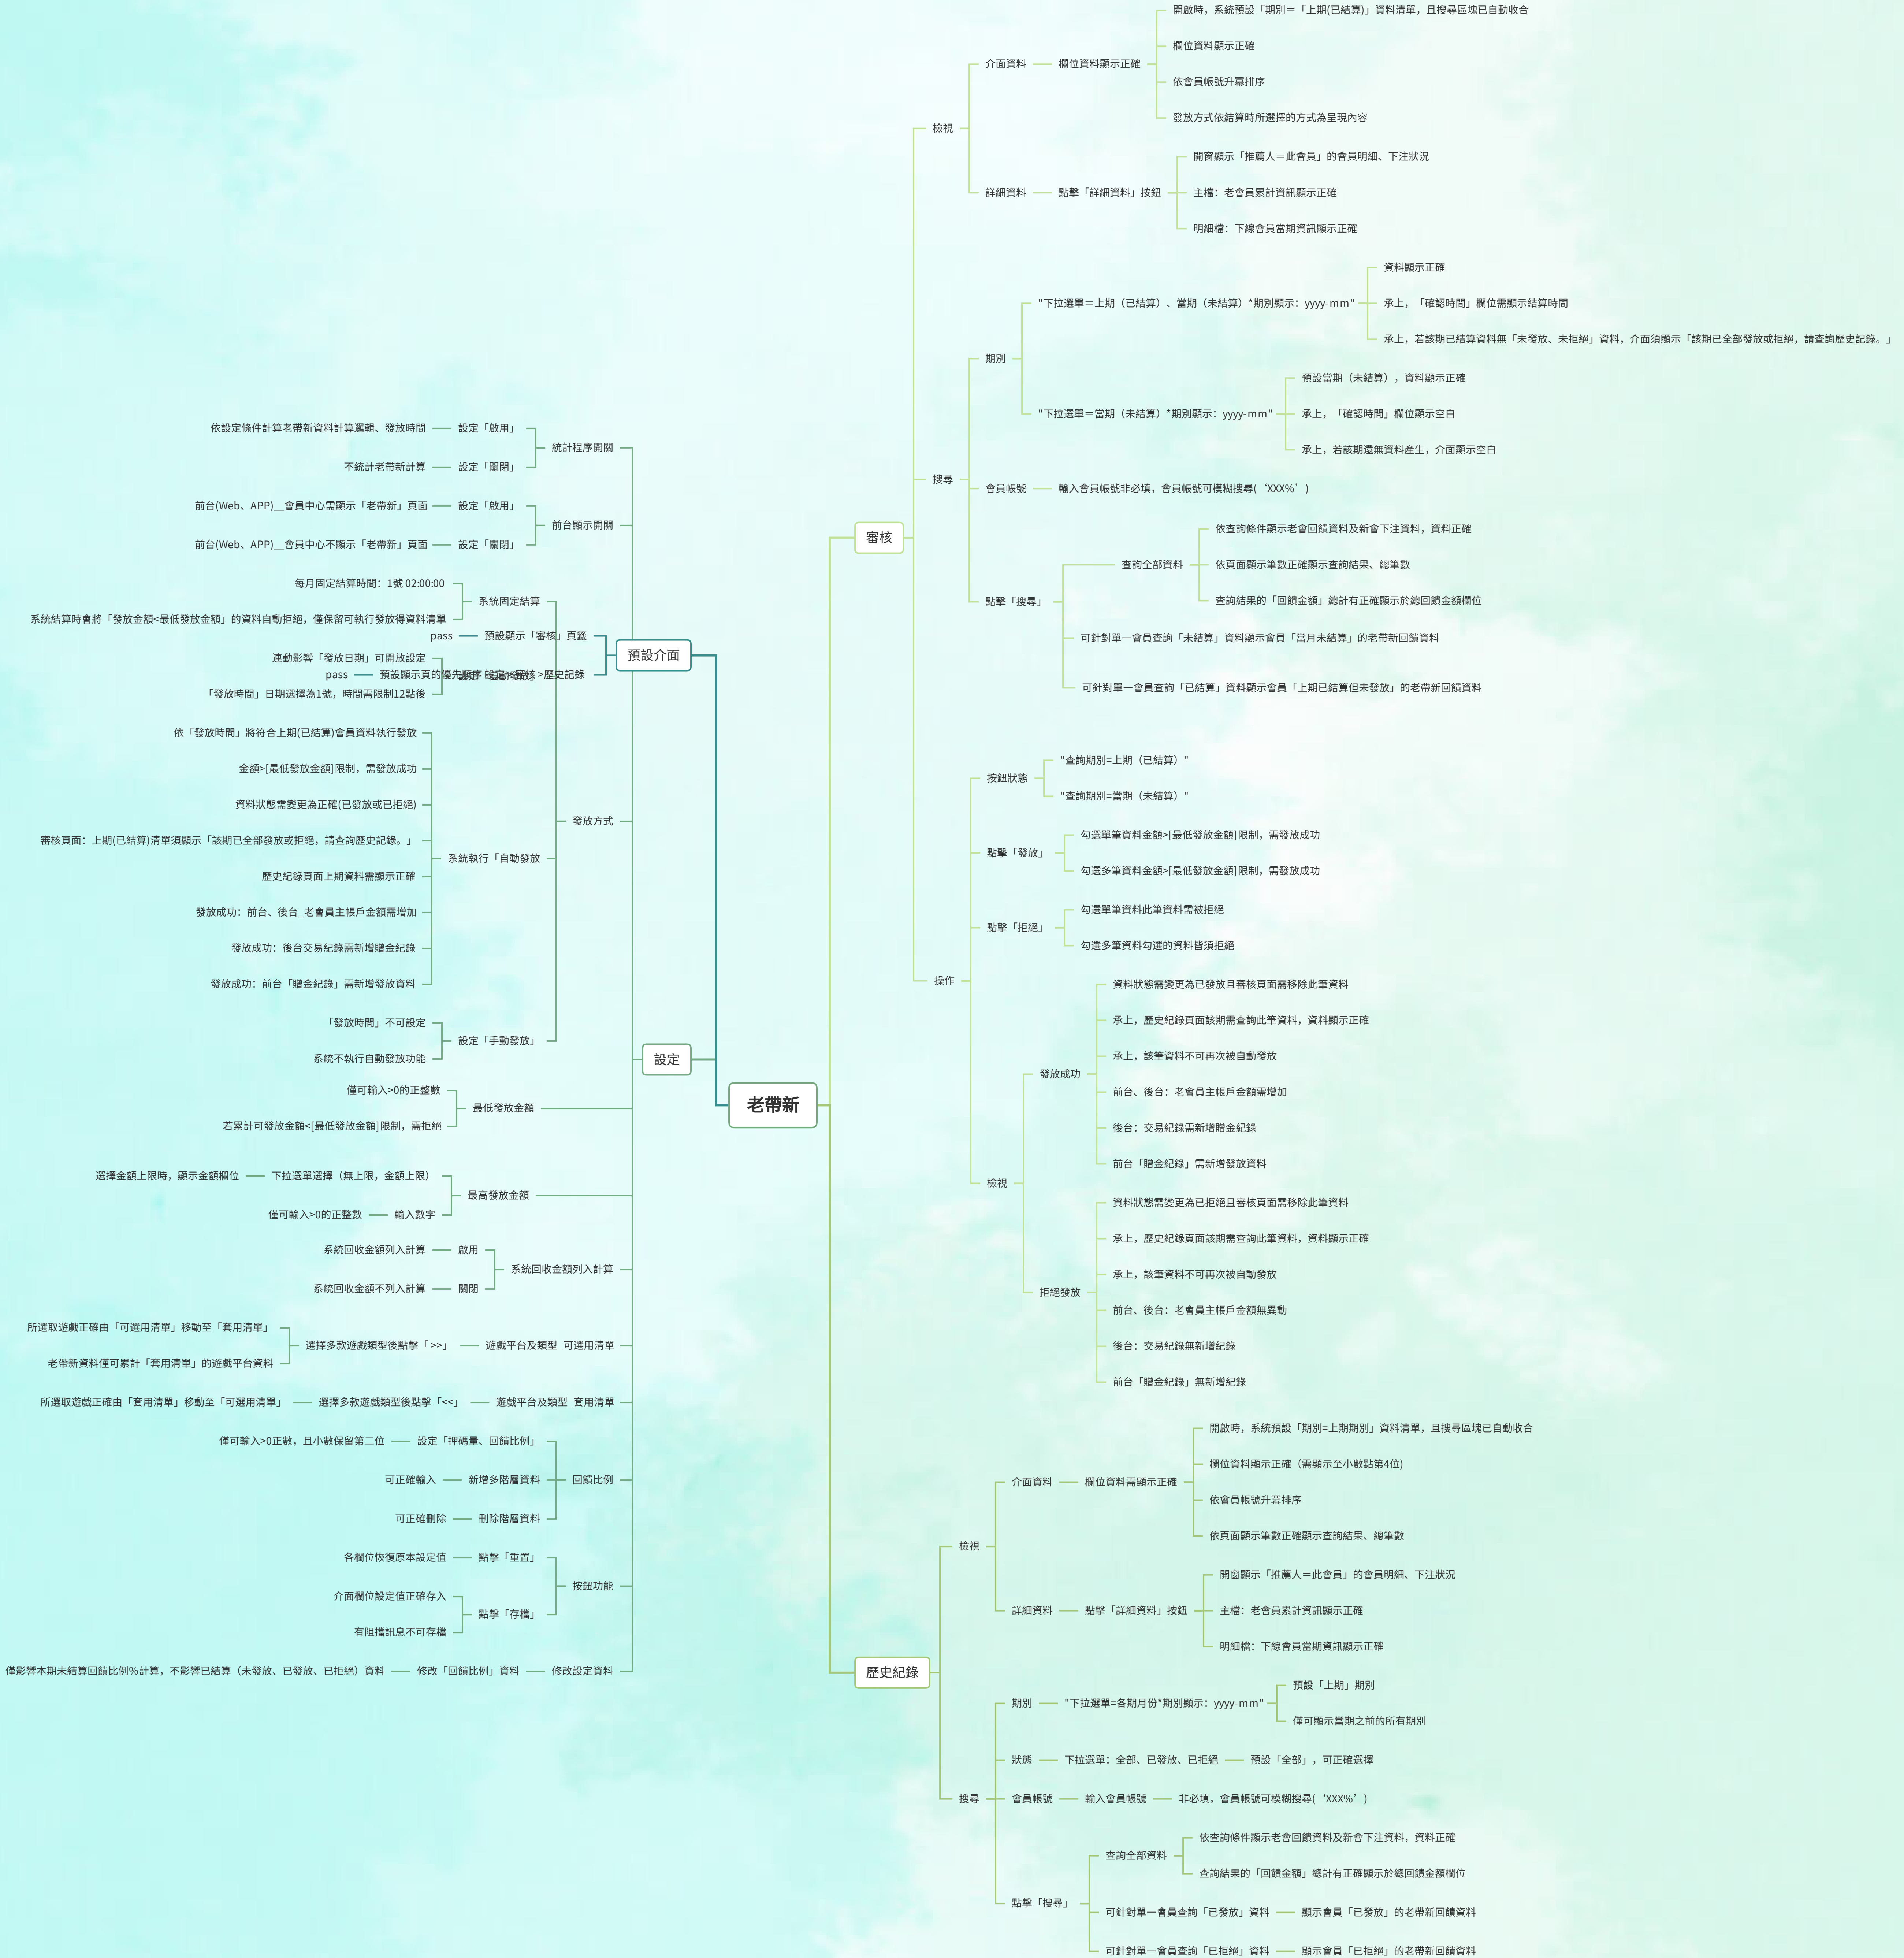 老帶新
預設介面
預設顯示「審核」頁籤
pass
pass
設定
統計程序開關
設定「啟用」
依設定條件計算老帶新資料計算邏輯、發放時間
設定「關閉」
不統計老帶新計算
前台顯示開關
設定「啟用」
前台(Web、APP)__會員中心需顯示「老帶新」頁面
設定「關閉」
前台(Web、APP)__會員中心不顯示「老帶新」頁面
發放方式
系統固定結算
每月固定結算時間：1號 02:00:00
系統結算時會將「發放金額<最低發放金額」的資料自動拒絕，僅保留可執行發放得資料清單
連動影響「發放日期」可開放設定
「發放時間」日期選擇為1號，時間需限制12點後
系統執行「自動發放
依「發放時間」將符合上期(已結算)會員資料執行發放
金額>[最低發放金額]限制，需發放成功
資料狀態需變更為正確(已發放或已拒絕)
審核頁面：上期(已結算)清單須顯示「該期已全部發放或拒絕，請查詢歷史記錄。」
歷史紀錄頁面上期資料需顯示正確
發放成功：前台、後台_老會員主帳戶金額需增加
發放成功：後台交易紀錄需新增贈金紀錄
發放成功：前台「贈金紀錄」需新增發放資料
設定「手動發放」
「發放時間」不可設定
系統不執行自動發放功能
最低發放金額
僅可輸入>0的正整數
若累計可發放金額<[最低發放金額]限制，需拒絕
最高發放金額
下拉選單選擇（無上限，金額上限）
選擇金額上限時，顯示金額欄位
輸入數字
僅可輸入>0的正整數
系統回收金額列入計算
啟用
系統回收金額列入計算
關閉
系統回收金額不列入計算
遊戲平台及類型_可選用清單
選擇多款遊戲類型後點擊「 >>」
所選取遊戲正確由「可選用清單」移動至「套用清單」
老帶新資料僅可累計「套用清單」的遊戲平台資料
遊戲平台及類型_套用清單
選擇多款遊戲類型後點擊「<<」
所選取遊戲正確由「套用清單」移動至「可選用清單」
回饋比例
設定「押碼量、回饋比例」
僅可輸入>0正數，且小數保留第二位
新增多階層資料
可正確輸入
刪除階層資料
可正確刪除
按鈕功能
點擊「重置」
各欄位恢復原本設定值
點擊「存檔」
介面欄位設定值正確存入
有阻擋訊息不可存檔
修改設定資料
修改「回饋比例」資料
僅影響本期未結算回饋比例%計算，不影響已結算（未發放、已發放、已拒絕）資料
審核
檢視
介面資料
欄位資料顯示正確
開啟時，系統預設「期別＝「上期(已結算)」資料清單，且搜尋區塊已自動收合
欄位資料顯示正確
依會員帳號升冪排序
發放方式依結算時所選擇的方式為呈現內容
詳細資料
點擊「詳細資料」按鈕
開窗顯示「推薦人＝此會員」的會員明細、下注狀況
主檔：老會員累計資訊顯示正確
明細檔：下線會員當期資訊顯示正確
搜尋
期別
"下拉選單＝上期（已結算）、當期（未結算）*期別顯示：yyyy-mm"
資料顯示正確
承上，「確認時間」欄位需顯示結算時間
承上，若該期已結算資料無「未發放、未拒絕」資料，介面須顯示「該期已全部發放或拒絕，請查詢歷史記錄。」
"下拉選單＝當期（未結算）*期別顯示：yyyy-mm"
預設當期（未結算），資料顯示正確
承上，「確認時間」欄位顯示空白
承上，若該期還無資料產生，介面顯示空白
會員帳號
輸入會員帳號非必填，會員帳號可模糊搜尋(‘XXX%’)
點擊「搜尋」
查詢全部資料
依查詢條件顯示老會回饋資料及新會下注資料，資料正確
依頁面顯示筆數正確顯示查詢結果、總筆數
查詢結果的「回饋金額」總計有正確顯示於總回饋金額欄位
可針對單一會員查詢「未結算」資料顯示會員「當月未結算」的老帶新回饋資料
可針對單一會員查詢「已結算」資料顯示會員「上期已結算但未發放」的老帶新回饋資料
操作
按鈕狀態
"查詢期別=上期（已結算）"
"查詢期別=當期（未結算）"
點擊「發放」
勾選單筆資料金額>[最低發放金額]限制，需發放成功
勾選多筆資料金額>[最低發放金額]限制，需發放成功
點擊「拒絕」
勾選單筆資料此筆資料需被拒絕
勾選多筆資料勾選的資料皆須拒絕
檢視
發放成功
資料狀態需變更為已發放且審核頁面需移除此筆資料
承上，歷史紀錄頁面該期需查詢此筆資料，資料顯示正確
承上，該筆資料不可再次被自動發放
前台、後台：老會員主帳戶金額需增加
後台：交易紀錄需新增贈金紀錄
前台「贈金紀錄」需新增發放資料
拒絕發放
資料狀態需變更為已拒絕且審核頁面需移除此筆資料
承上，歷史紀錄頁面該期需查詢此筆資料，資料顯示正確
承上，該筆資料不可再次被自動發放
前台、後台：老會員主帳戶金額無異動
後台：交易紀錄無新增紀錄
前台「贈金紀錄」無新增紀錄
歷史紀錄
檢視
介面資料
欄位資料需顯示正確
開啟時，系統預設「期別=上期期別」資料清單，且搜尋區塊已自動收合
欄位資料顯示正確（需顯示至小數點第4位)
依會員帳號升冪排序
依頁面顯示筆數正確顯示查詢結果、總筆數
詳細資料
點擊「詳細資料」按鈕
開窗顯示「推薦人＝此會員」的會員明細、下注狀況
主檔：老會員累計資訊顯示正確
明細檔：下線會員當期資訊顯示正確
搜尋
期別
"下拉選單=各期月份*期別顯示：yyyy-mm"
預設「上期」期別
僅可顯示當期之前的所有期別
狀態
下拉選單：全部、已發放、已拒絕
預設「全部」，可正確選擇
會員帳號
輸入會員帳號
非必填，會員帳號可模糊搜尋(‘XXX%’)
點擊「搜尋」
查詢全部資料
依查詢條件顯示老會回饋資料及新會下注資料，資料正確
查詢結果的「回饋金額」總計有正確顯示於總回饋金額欄位
可針對單一會員查詢「已發放」資料
顯示會員「已發放」的老帶新回饋資料
可針對單一會員查詢「已拒絕」資料
顯示會員「已拒絕」的老帶新回饋資料